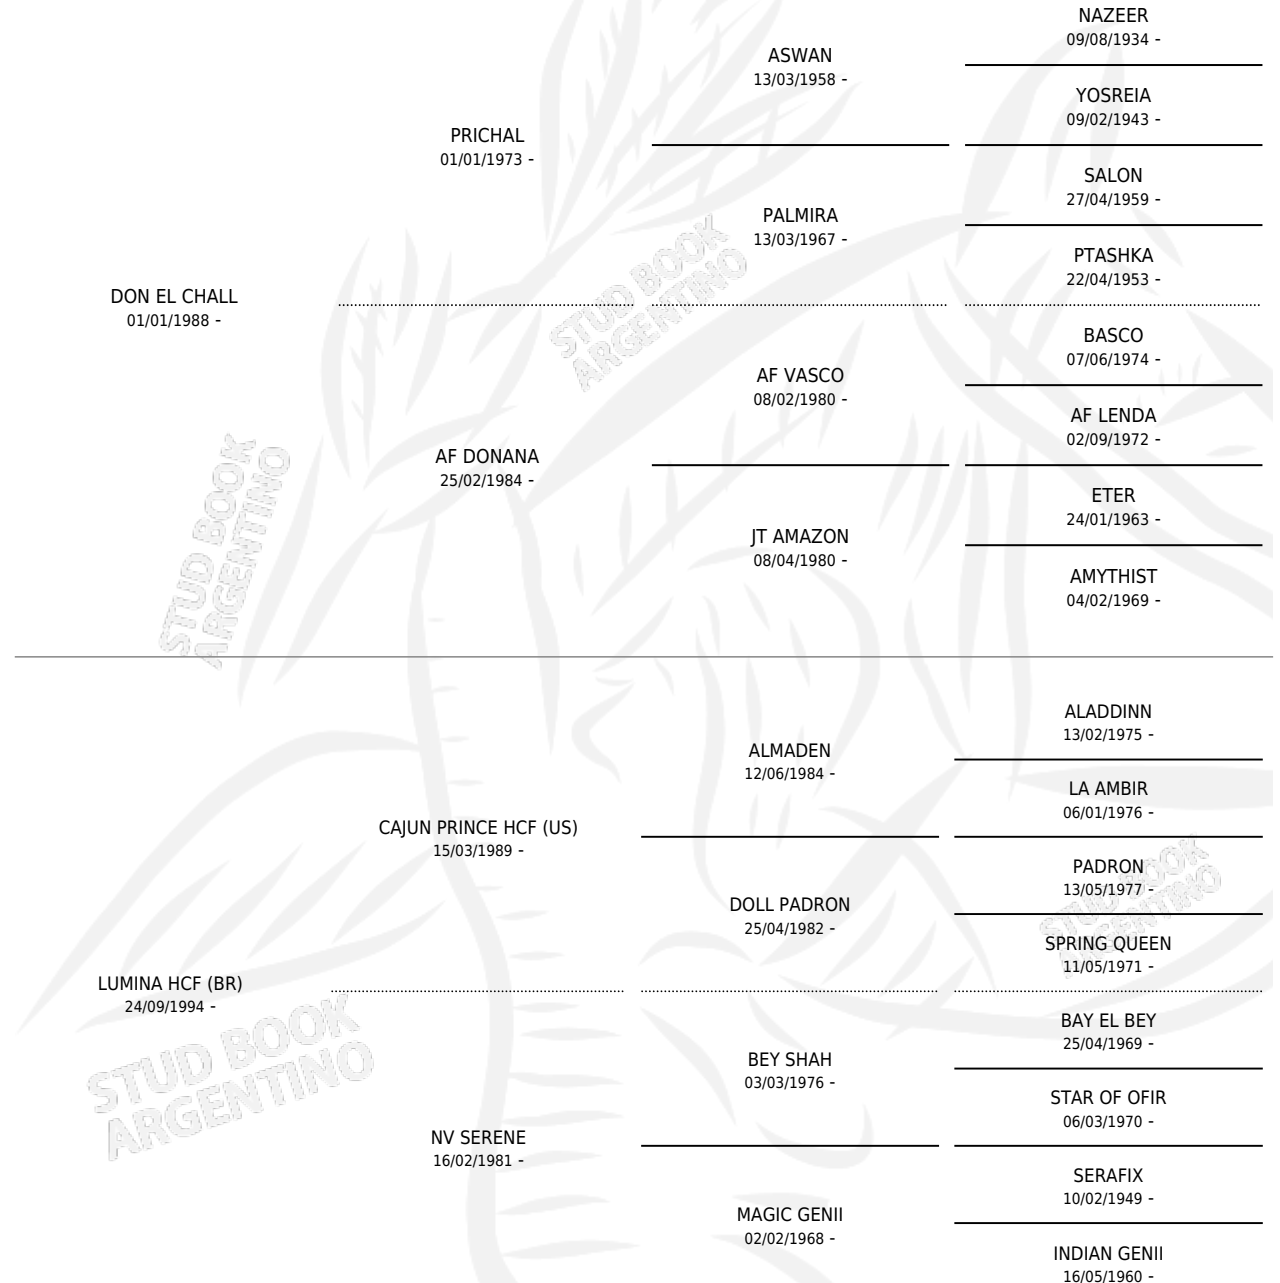 NAZEER
09/08/1934 -
ASWAN
13/03/1958 -
YOSREIA
09/02/1943 -
PRICHAL
01/01/1973 -
SALON
27/04/1959 -
PALMIRA
13/03/1967 -
PTASHKA
22/04/1953 -
DON EL CHALL
01/01/1988 -
BASCO
07/06/1974 -
AF VASCO
08/02/1980 -
AF LENDA
02/09/1972 -
AF DONANA
25/02/1984 -
ETER
24/01/1963 -
JT AMAZON
08/04/1980 -
AMYTHIST
04/02/1969 -
ALADDINN
13/02/1975 -
ALMADEN
12/06/1984 -
LA AMBIR
06/01/1976 -
CAJUN PRINCE HCF (US)
15/03/1989 -
PADRON
13/05/1977 -
DOLL PADRON
25/04/1982 -
SPRING QUEEN
11/05/1971 -
LUMINA HCF (BR)
24/09/1994 -
BAY EL BEY
25/04/1969 -
BEY SHAH
03/03/1976 -
STAR OF OFIR
06/03/1970 -
NV SERENE
16/02/1981 -
SERAFIX
10/02/1949 -
MAGIC GENII
02/02/1968 -
INDIAN GENII
16/05/1960 -
STUD BOOK
ARGENTINO
STUD BOOK
ARGENTINO
STUD BOOK
ARGENTINO
STUD BOOK
ARGENTINO